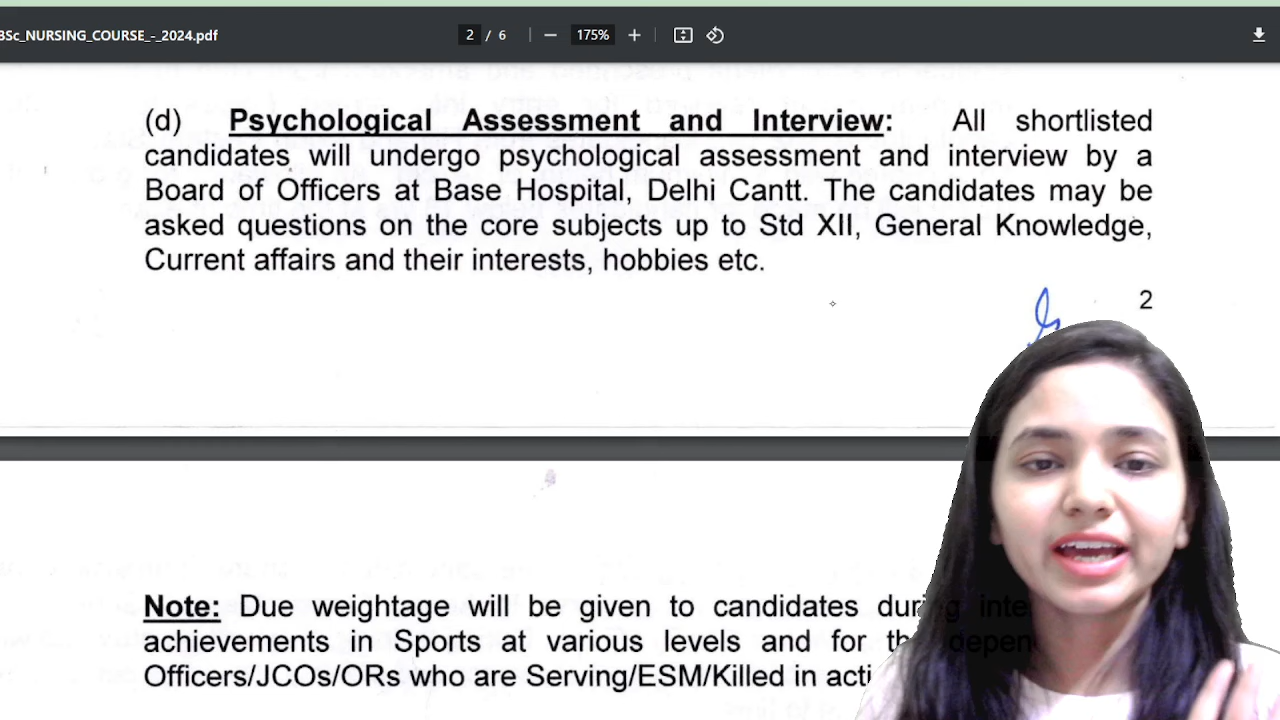 BSc_NURSING_COURSE_-_2024.pdf 2 / 6 175%
(d) Psychological Assessment and Interview: All shortlisted
candidates will undergo psychological assessment and interview by a
Board of Officers at Base Hospital, Delhi Cantt. The candidates may be
asked questions on the core subjects up to Std XII, General Knowledge,
Current affairs and their interests, hobbies etc.
2
Note: Due weightage will be given to candidates during
achievements in Sports at various levels and for
Officers/JCOs/ORs who are Serving/ESM/Killed in